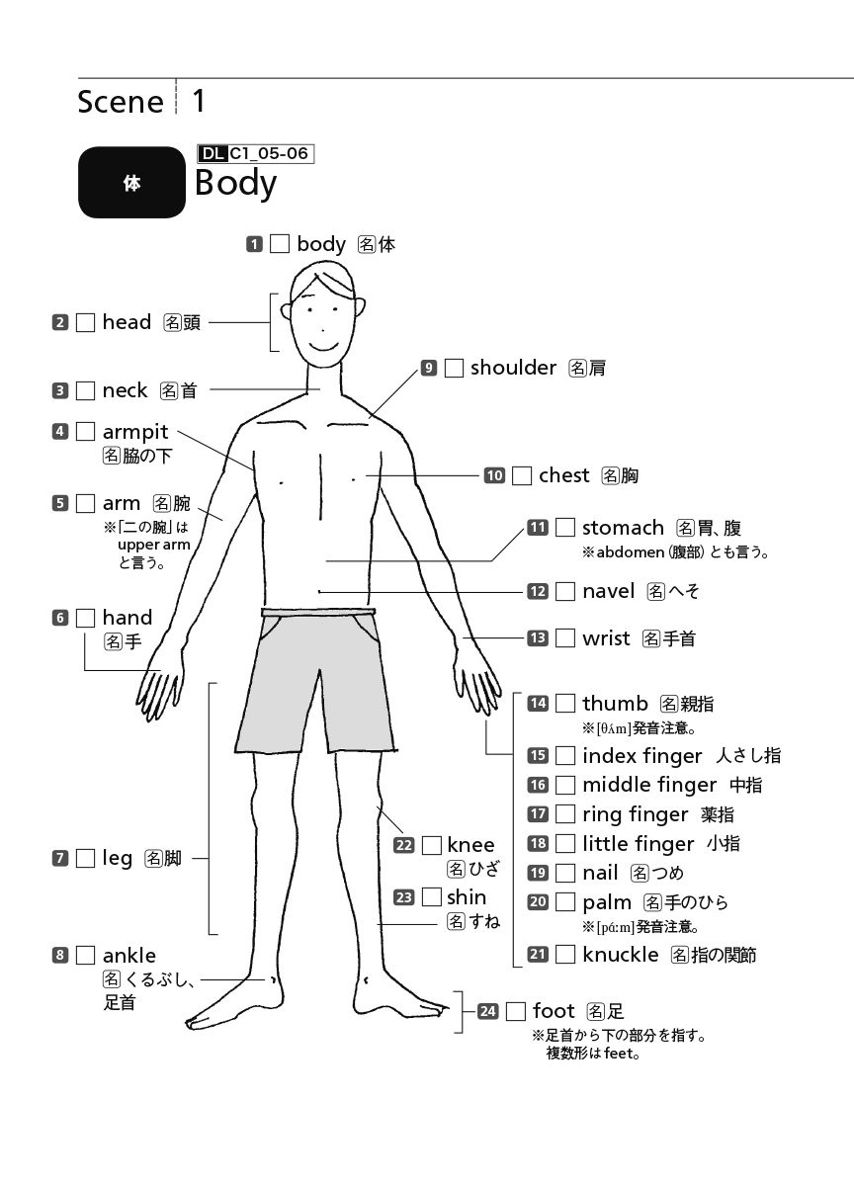 Scene 1
体
DL C1_05-06
Body
1 body 名体
2 head 名頭
3 neck 名首
4 armpit
名脇の下
5 arm 名腕
※「二の腕」は
upper arm
と言う。
6 hand
名手
7 leg 名脚
8 ankle
名くるぶし、
足首
9 shoulder 名肩
10 chest 名胸
11 stomach 名胃、腹
※abdomen（腹部）とも言う。
12 navel 名へそ
13 wrist 名手首
14 thumb 名親指
※[θʌ́m]発音注意。
15 index finger 人さし指
16 middle finger 中指
17 ring finger 薬指
18 little finger 小指
19 nail 名つめ
20 palm 名手のひら
※[pɑ́ːm]発音注意。
21 knuckle 名指の関節
22 knee
名ひざ
23 shin
名すね
24 foot 名足
※足首から下の部分を指す。
複数形はfeet。